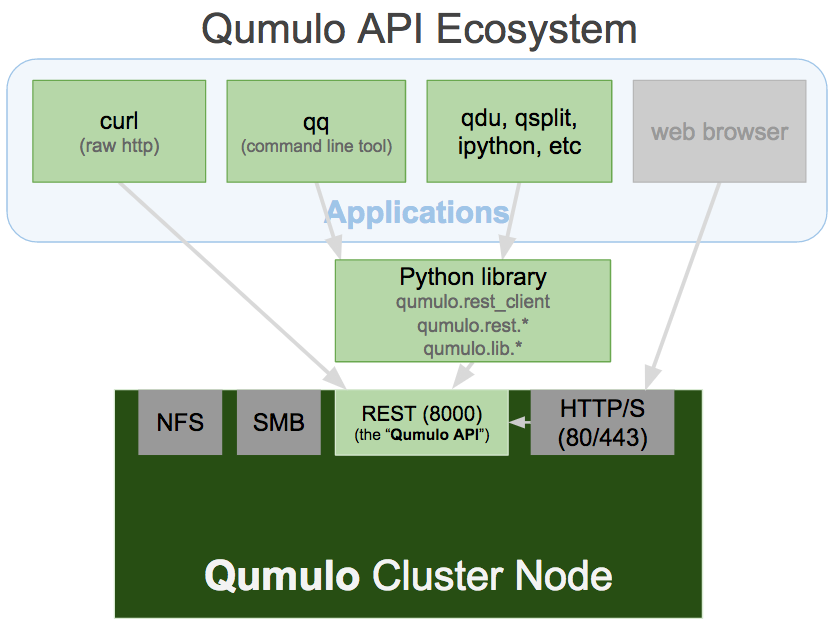 Qumulo API Ecosystem
curl
(raw http)
qq
(command line tool)
qdu, qsplit,
ipython, etc
web browser
Applications
Python library
qumulo.rest_client
qumulo.rest.*
qumulo.lib.*
NFS
SMB
REST (8000)
(the “Qumulo API”)
HTTP/S
(80/443)
Qumulo Cluster Node